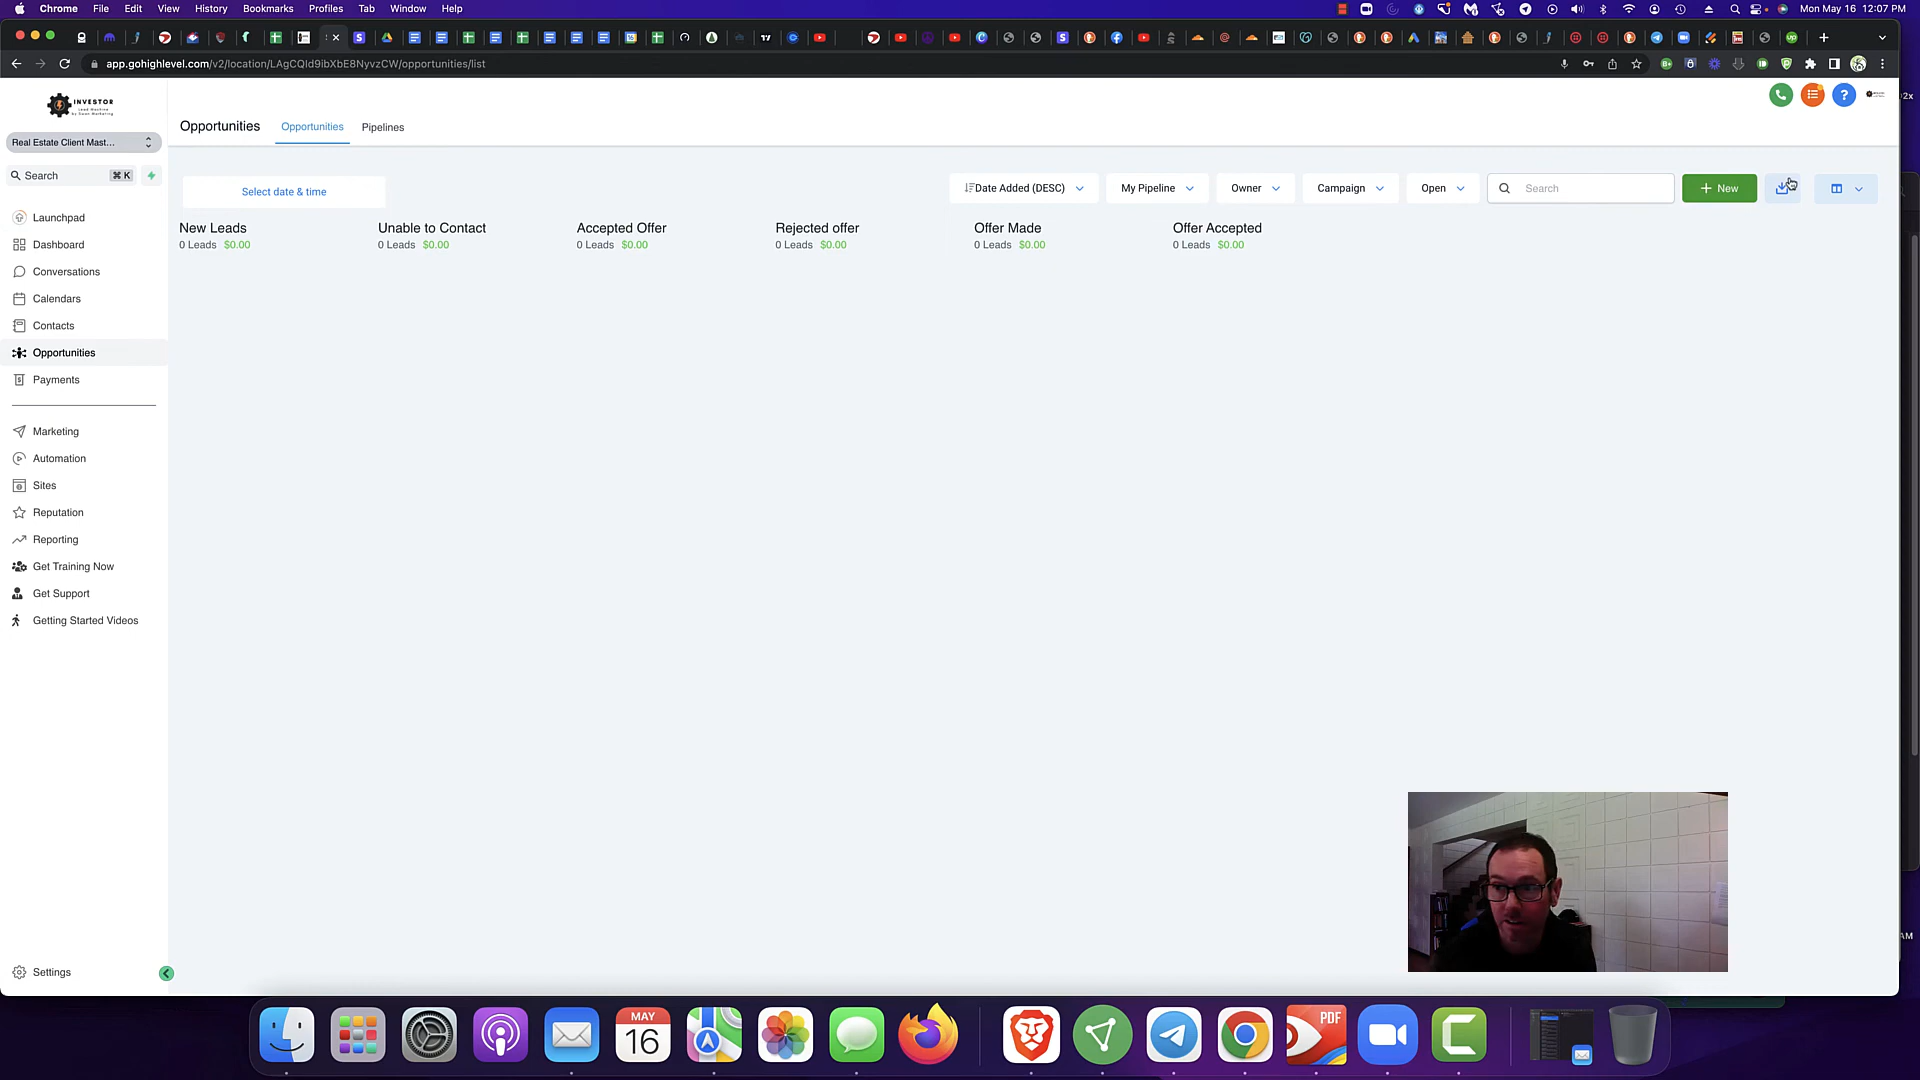 Chrome File Edit View History Bookmarks Profiles Tab Window Help
Mon May 16 12:07 PM
app.gohighlevel.com/v2/location/LAgCQld9ibXbE8NyvzCW/opportunities/list
INVESTOR
Real Estate Client Mast...
Search ⌘ K
Launchpad
Dashboard
Conversations
Calendars
Contacts
Opportunities
Payments
Marketing
Automation
Sites
Reputation
Reporting
Get Training Now
Get Support
Getting Started Videos
Settings
Opportunities Opportunities Pipelines
Select date & time
Date Added (DESC) My Pipeline Owner Campaign Open Search + New
New Leads Unable to Contact Accepted Offer Rejected offer Offer Made Offer Accepted
0 Leads $0.00 0 Leads $0.00 0 Leads $0.00 0 Leads $0.00 0 Leads $0.00 0 Leads $0.00
MAY
16
PDF